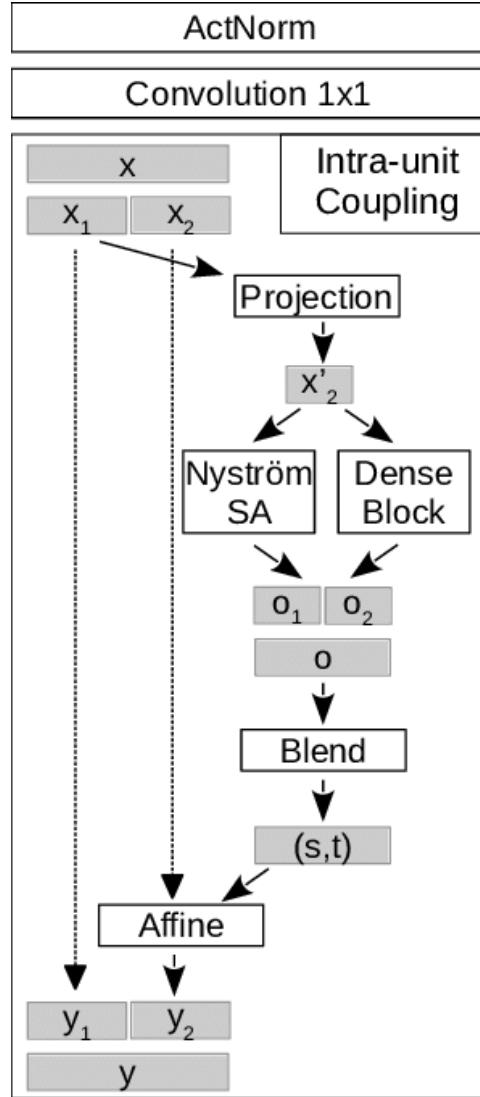 ActNorm
Convolution 1x1
x
Intra-unit
Coupling
x₁ x₂
Projection
x’₂
Nyström
SA
Dense
Block
o₁ o₂
o
Blend
(s,t)
Affine
y₁ y₂
y